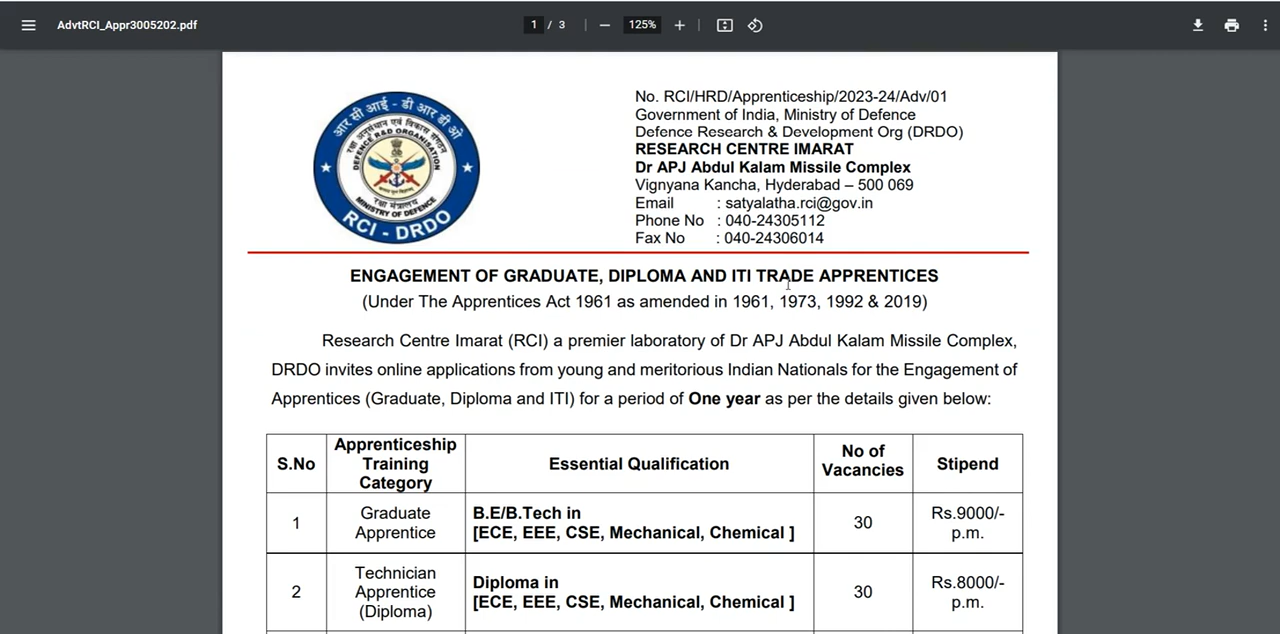 AdvtRCI_Appr3005202.pdf
1 / 3
125%
आर सी आई - डी आर डी ओ
रक्षा अनुसंधान एवं विकास संगठन
DEFENCE R&D ORGANISATION
रक्षा मंत्रालय
MINISTRY OF DEFENCE
RCI - DRDO
No. RCI/HRD/Apprenticeship/2023-24/Adv/01
Government of India, Ministry of Defence
Defence Research & Development Org (DRDO)
RESEARCH CENTRE IMARAT
Dr APJ Abdul Kalam Missile Complex
Vignyana Kancha, Hyderabad – 500 069
Email : satyalatha.rci@gov.in
Phone No : 040-24305112
Fax No : 040-24306014
ENGAGEMENT OF GRADUATE, DIPLOMA AND ITI TRADE APPRENTICES
(Under The Apprentices Act 1961 as amended in 1961, 1973, 1992 & 2019)
Research Centre Imarat (RCI) a premier laboratory of Dr APJ Abdul Kalam Missile Complex,
DRDO invites online applications from young and meritorious Indian Nationals for the Engagement of
Apprentices (Graduate, Diploma and ITI) for a period of One year as per the details given below:
S.No
Apprenticeship
Training
Category
Essential Qualification
No of
Vacancies
Stipend
1
Graduate
Apprentice
B.E/B.Tech in
[ECE, EEE, CSE, Mechanical, Chemical ]
30
Rs.9000/-
p.m.
2
Technician
Apprentice
(Diploma)
Diploma in
[ECE, EEE, CSE, Mechanical, Chemical ]
30
Rs.8000/-
p.m.